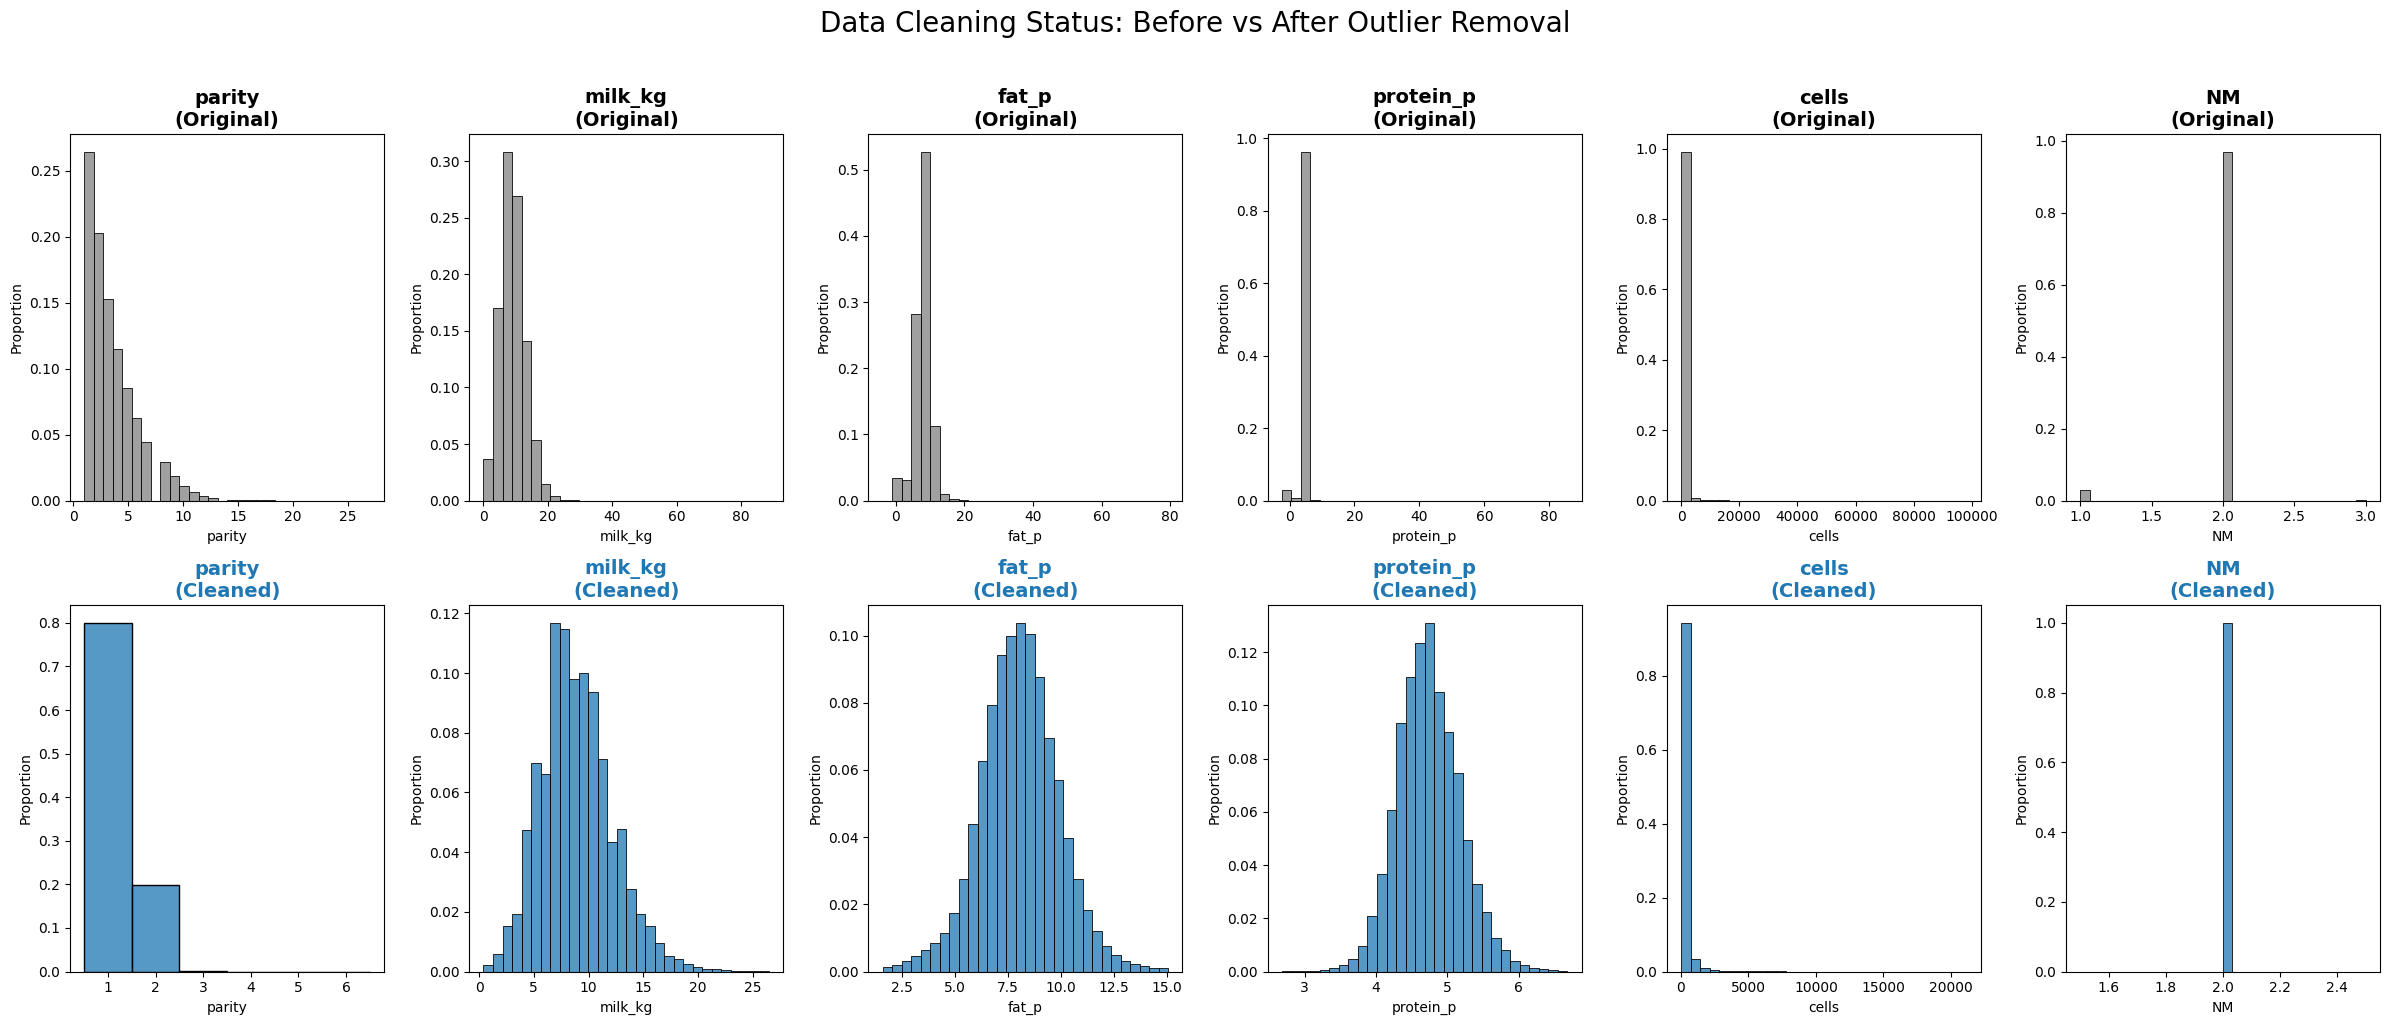 Data Cleaning Status: Before vs After Outlier Removal
parity
(Original)
0.25
0.20
0.15
0.10
0.05
0.00
Proportion
0 5 10 15 20 25
parity
milk_kg
(Original)
0.30
0.25
0.20
0.15
0.10
0.05
0.00
Proportion
0 20 40 60 80
milk_kg
fat_p
(Original)
0.5
0.4
0.3
0.2
0.1
0.0
Proportion
0 20 40 60 80
fat_p
protein_p
(Original)
1.0
0.8
0.6
0.4
0.2
0.0
Proportion
0 20 40 60 80
protein_p
cells
(Original)
1.0
0.8
0.6
0.4
0.2
0.0
Proportion
0 20000 40000 60000 80000 100000
cells
NM
(Original)
1.0
0.8
0.6
0.4
0.2
0.0
Proportion
1.0 1.5 2.0 2.5 3.0
NM
parity
(Cleaned)
0.8
0.7
0.6
0.5
0.4
0.3
0.2
0.1
0.0
Proportion
1 2 3 4 5 6
parity
milk_kg
(Cleaned)
0.12
0.10
0.08
0.06
0.04
0.02
0.00
Proportion
0 5 10 15 20 25
milk_kg
fat_p
(Cleaned)
0.10
0.08
0.06
0.04
0.02
0.00
Proportion
2.5 5.0 7.5 10.0 12.5 15.0
fat_p
protein_p
(Cleaned)
0.12
0.10
0.08
0.06
0.04
0.02
0.00
Proportion
3 4 5 6
protein_p
cells
(Cleaned)
0.8
0.6
0.4
0.2
0.0
Proportion
0 5000 10000 15000 20000
cells
NM
(Cleaned)
1.0
0.8
0.6
0.4
0.2
0.0
Proportion
1.6 1.8 2.0 2.2 2.4
NM